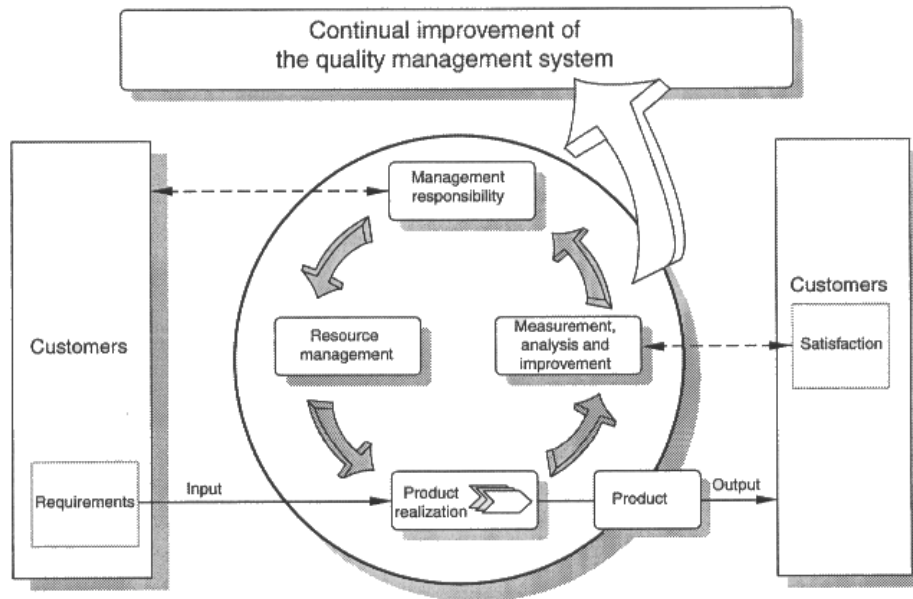 Continual improvement of
the quality management system
Management
responsibility
Customers
Resource
management
Measurement,
analysis and
improvement
Customers
Satisfaction
Requirements
Input
Product
realization
Product
Output